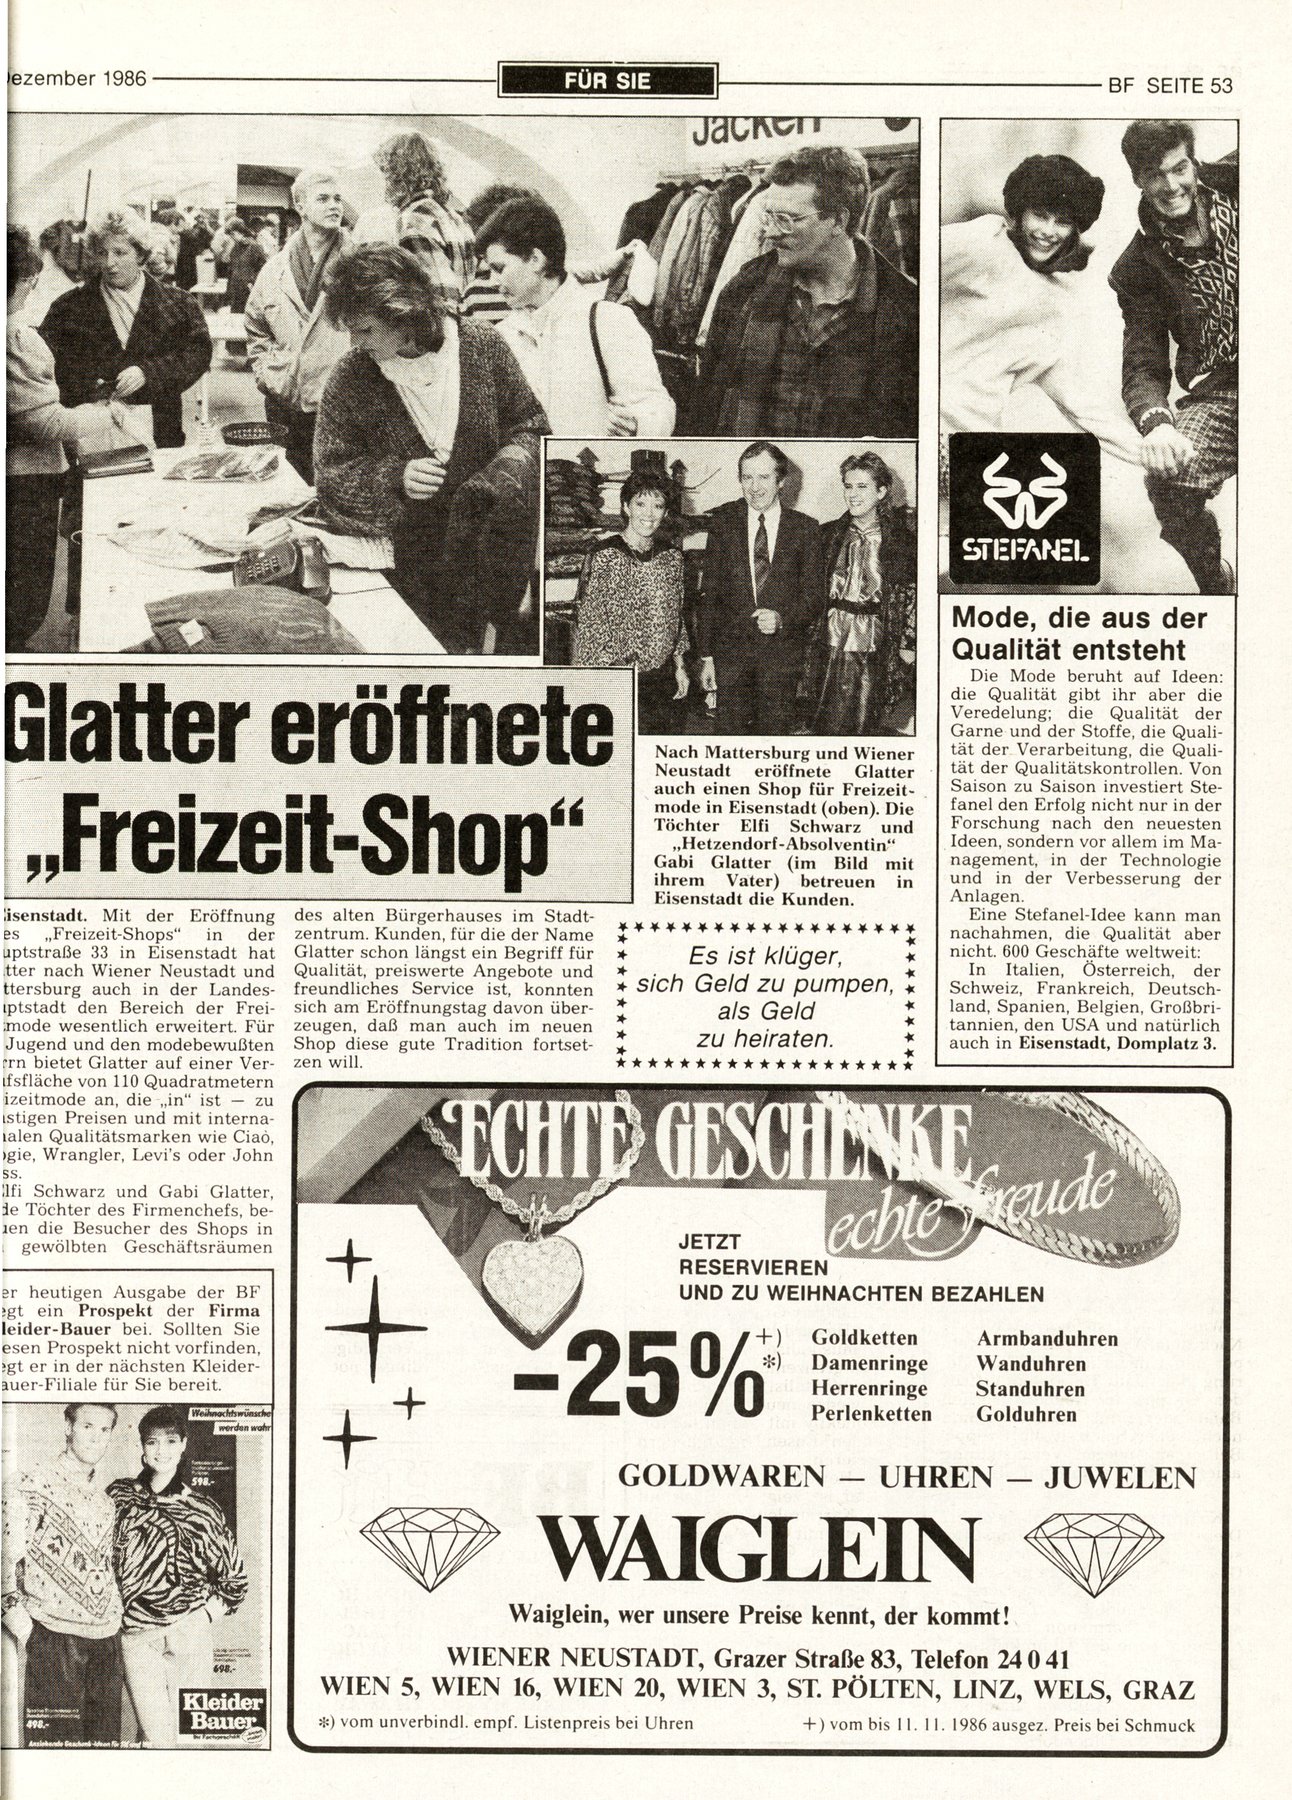 Dezember 1986
FÜR SIE
BF SEITE 53
Jacken
STEFANEL
Glatter eröffnete
„Freizeit-Shop“
Nach Mattersburg und Wiener
Neustadt eröffnete Glatter
auch einen Shop für Freizeit-
mode in Eisenstadt (oben). Die
Töchter Elfi Schwarz und
„Hetzendorf-Absolventin“
Gabi Glatter (im Bild mit
ihrem Vater) betreuen in
Eisenstadt die Kunden.
isenstadt. Mit der Eröffnung
es „Freizeit-Shops“ in der
uptstraße 33 in Eisenstadt hat
tter nach Wiener Neustadt und
ttersburg auch in der Landes-
uptstadt den Bereich der Frei-
mode wesentlich erweitert. Für
Jugend und den modebewußten
rrn bietet Glatter auf einer Ver-
ufsfläche von 110 Quadratmetern
izeitmode an, die „in“ ist — zu
stigen Preisen und mit interna-
alen Qualitätsmarken wie Ciaò,
gie, Wrangler, Levi's oder John
ss.
lfi Schwarz und Gabi Glatter,
de Töchter des Firmenchefs, be-
en die Besucher des Shops in
gewölbten Geschäftsräumen
des alten Bürgerhauses im Stadt-
zentrum. Kunden, für die der Name
Glatter schon längst ein Begriff für
Qualität, preiswerte Angebote und
freundliches Service ist, konnten
sich am Eröffnungstag davon über-
zeugen, daß man auch im neuen
Shop diese gute Tradition fortset-
zen will.
Es ist klüger,
sich Geld zu pumpen,
als Geld
zu heiraten.
Mode, die aus der
Qualität entsteht
Die Mode beruht auf Ideen:
die Qualität gibt ihr aber die
Veredelung; die Qualität der
Garne und der Stoffe, die Quali-
tät der Verarbeitung, die Quali-
tät der Qualitätskontrollen. Von
Saison zu Saison investiert Ste-
fanel den Erfolg nicht nur in der
Forschung nach den neuesten
Ideen, sondern vor allem im Ma-
nagement, in der Technologie
und in der Verbesserung der
Anlagen.
Eine Stefanel-Idee kann man
nachahmen, die Qualität aber
nicht. 600 Geschäfte weltweit:
In Italien, Österreich, der
Schweiz, Frankreich, Deutsch-
land, Spanien, Belgien, Großbri-
tannien, den USA und natürlich
auch in Eisenstadt, Domplatz 3.
er heutigen Ausgabe der BF
egt ein Prospekt der Firma
leider-Bauer bei. Sollten Sie
esen Prospekt nicht vorfinden,
egt er in der nächsten Kleider-
auer-Filiale für Sie bereit.
Weihnachtswünsche
werden wahr
598.-
698.-
498.-
Kleider
Bauer
Ihr Fachgeschäft
ECHTE GESCHENKE
echte freude
JETZT
RESERVIEREN
UND ZU WEIHNACHTEN BEZAHLEN
-25% +) *)
Goldketten Armbanduhren
Damenringe Wanduhren
Herrenringe Standuhren
Perlenketten Golduhren
GOLDWAREN — UHREN — JUWELEN
WAIGLEIN
Waiglein, wer unsere Preise kennt, der kommt!
WIENER NEUSTADT, Grazer Straße 83, Telefon 24 0 41
WIEN 5, WIEN 16, WIEN 20, WIEN 3, ST. PÖLTEN, LINZ, WELS, GRAZ
*) vom unverbindl. empf. Listenpreis bei Uhren +) vom bis 11. 11. 1986 ausgez. Preis bei Schmuck